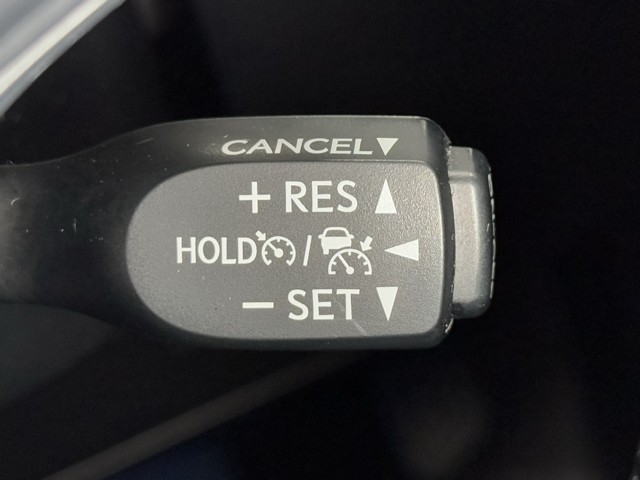 CANCEL▼
+ RES ▲
HOLD / ◀
− SET ▼